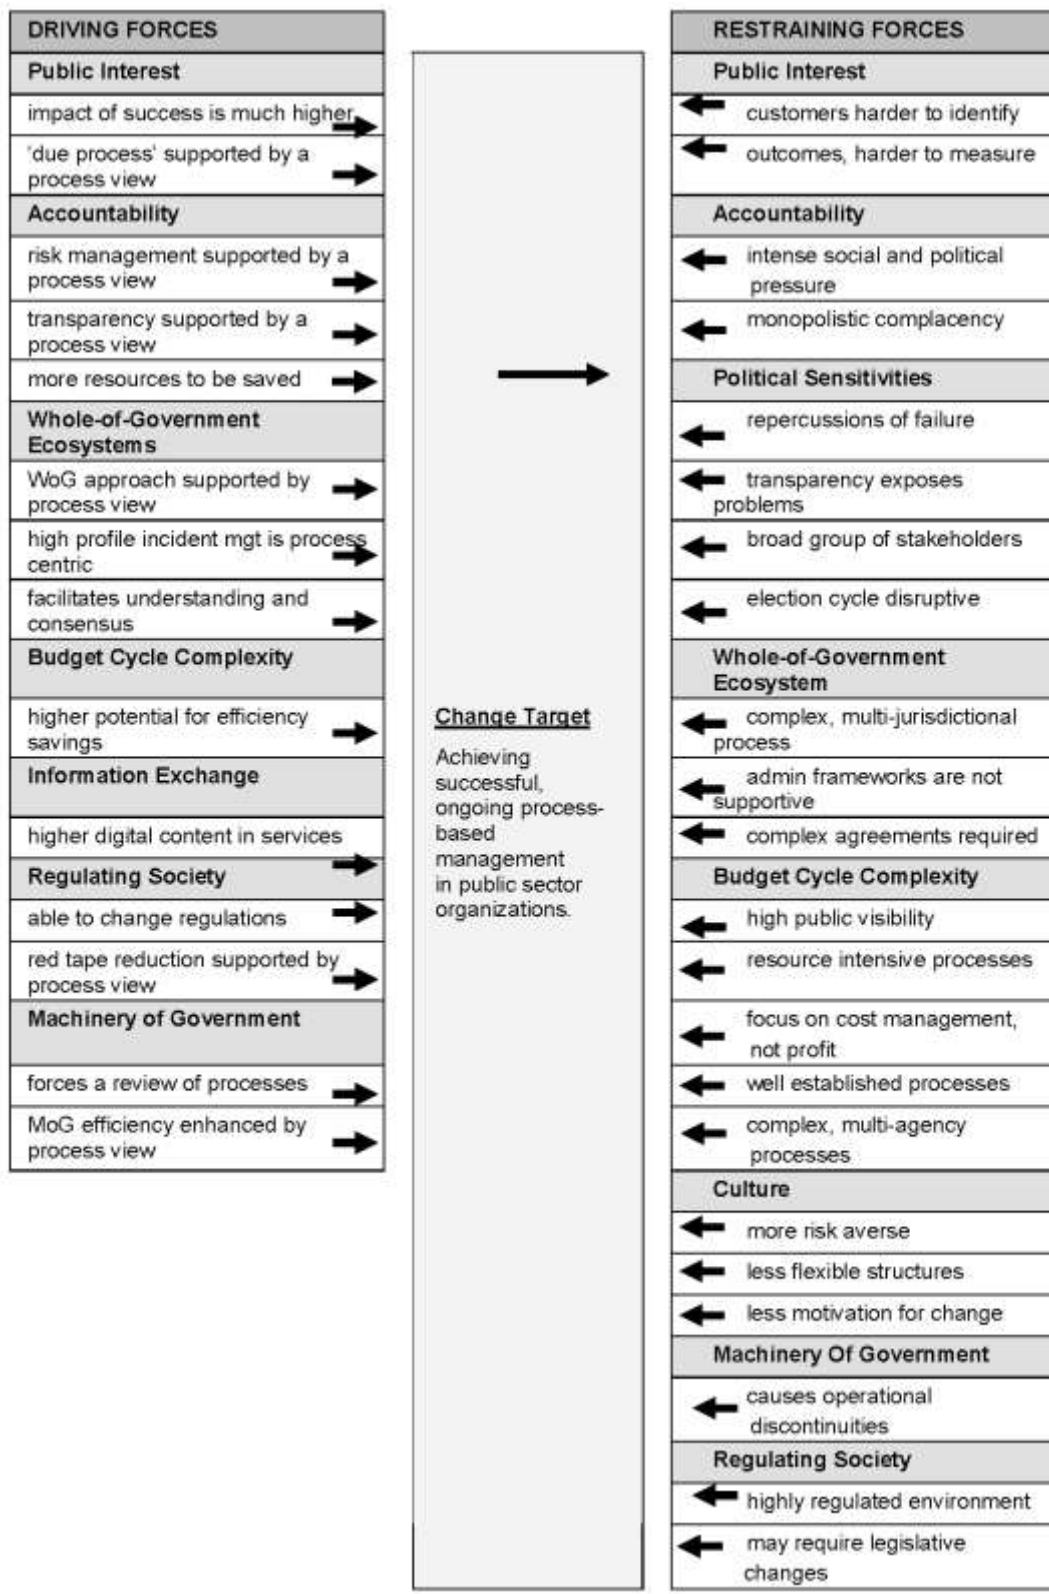 DRIVING FORCES
Public Interest
impact of success is much higher
‘due process’ supported by a
process view
Accountability
risk management supported by a
process view
transparency supported by a
process view
more resources to be saved
Whole-of-Government
Ecosystems
WoG approach supported by
process view
high profile incident mgt is process
centric
facilitates understanding and
consensus
Budget Cycle Complexity
higher potential for efficiency
savings
Information Exchange
higher digital content in services
Regulating Society
able to change regulations
red tape reduction supported by
process view
Machinery of Government
forces a review of processes
MoG efficiency enhanced by
process view
Change Target
Achieving
successful,
ongoing process-
based
management
in public sector
organizations.
RESTRAINING FORCES
Public Interest
customers harder to identify
outcomes, harder to measure
Accountability
intense social and political
pressure
monopolistic complacency
Political Sensitivities
repercussions of failure
transparency exposes
problems
broad group of stakeholders
election cycle disruptive
Whole-of-Government
Ecosystem
complex, multi-jurisdictional
process
admin frameworks are not
supportive
complex agreements required
Budget Cycle Complexity
high public visibility
resource intensive processes
focus on cost management,
not profit
well established processes
complex, multi-agency
processes
Culture
more risk averse
less flexible structures
less motivation for change
Machinery Of Government
causes operational
discontinuities
Regulating Society
highly regulated environment
may require legislative
changes